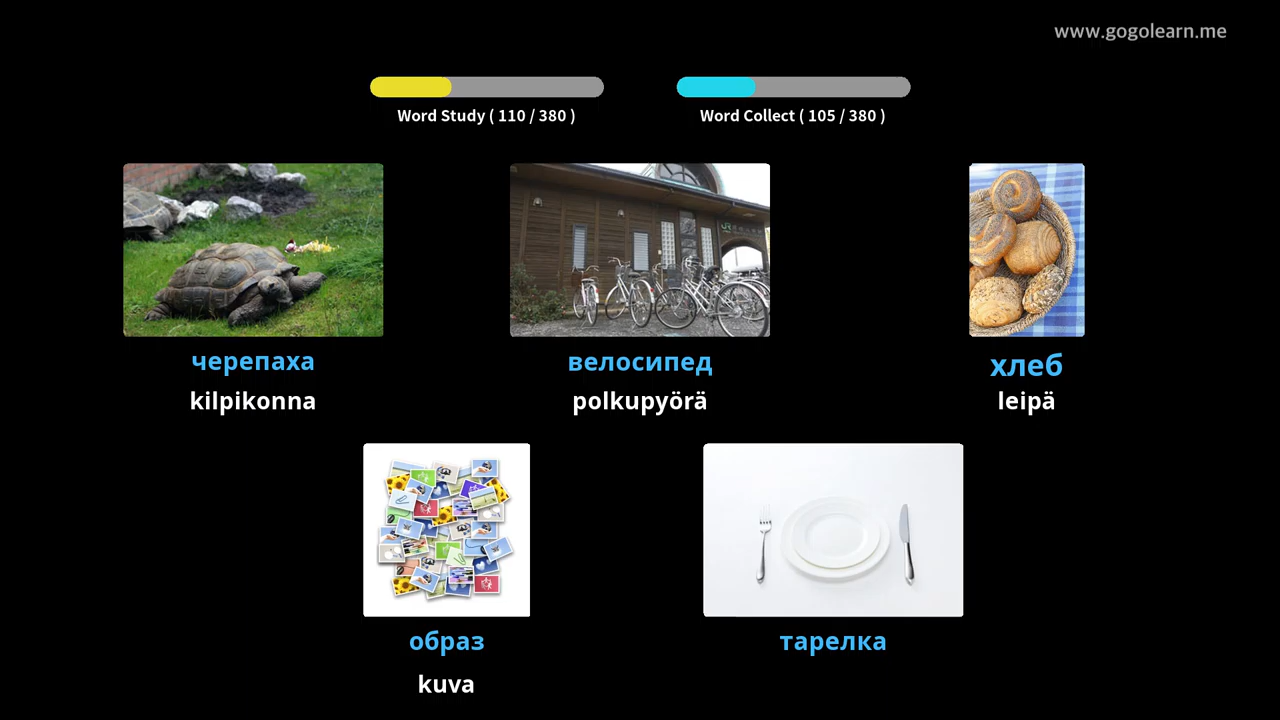 www.gogolearn.me
Word Study ( 110 / 380 )
Word Collect ( 105 / 380 )
черепаха
kilpikonna
велосипед
polkupyörä
хлеб
leipä
образ
kuva
тарелка